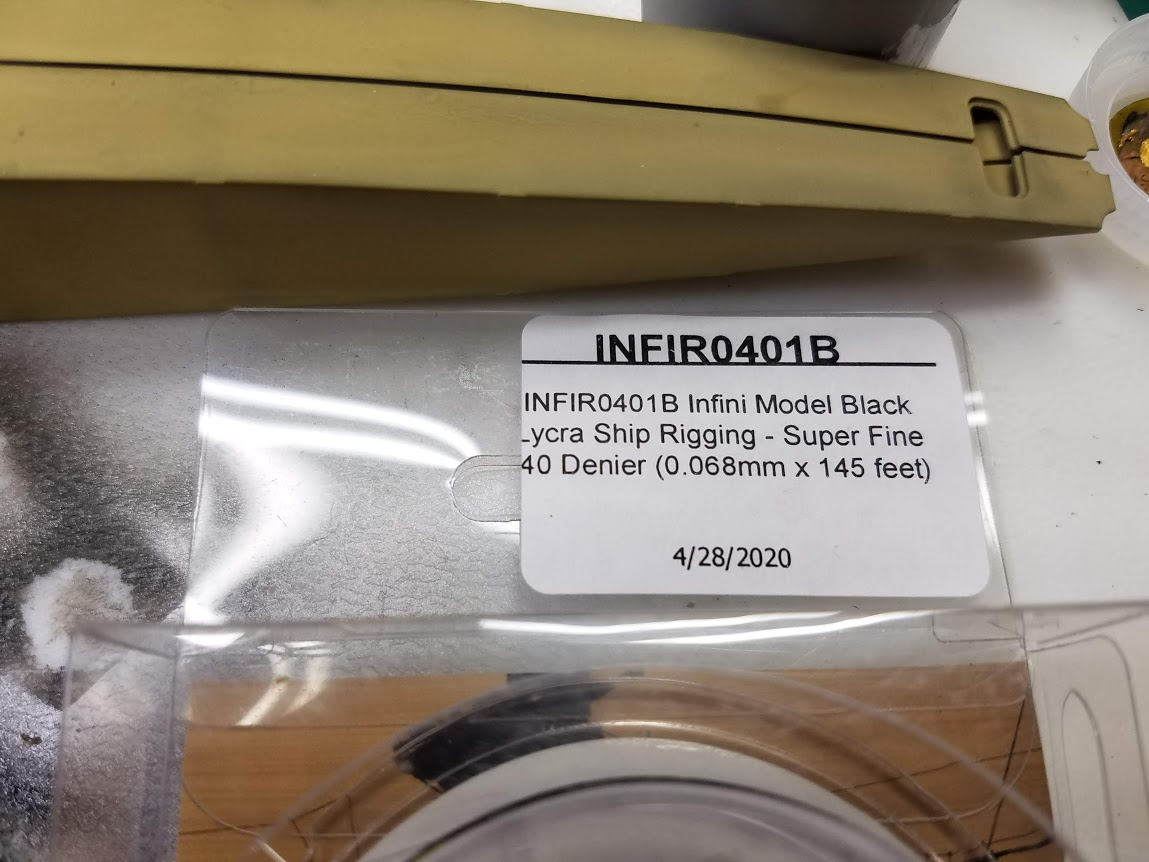 INFIR0401B
INFIR0401B Infini Model Black
Lycra Ship Rigging - Super Fine
40 Denier (0.068mm x 145 feet)
4/28/2020